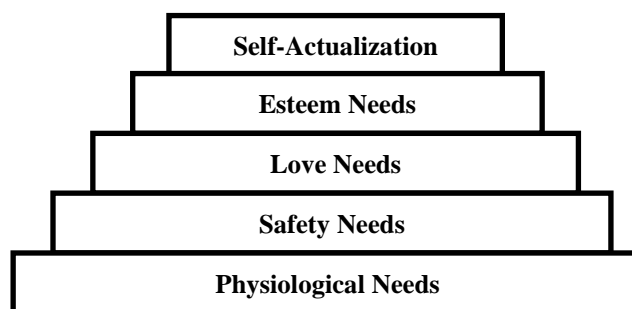 Self-Actualization
Esteem Needs
Love Needs
Safety Needs
Physiological Needs